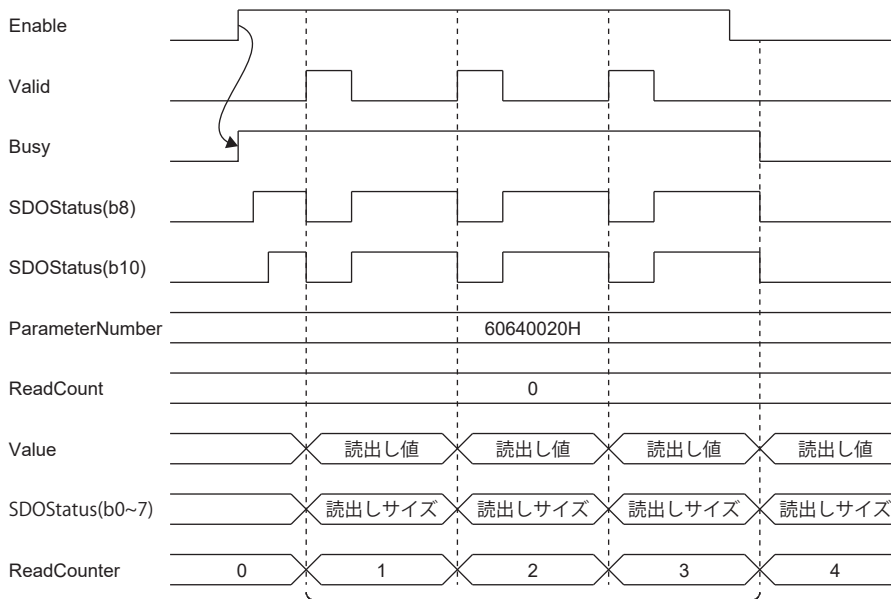 Enable
Valid
Busy
SDOStatus(b8)
SDOStatus(b10)
ParameterNumber 60640020H
ReadCount 0
Value 読出し値 読出し値 読出し値 読出し値
SDOStatus(b0~7) 読出しサイズ 読出しサイズ 読出しサイズ 読出しサイズ
ReadCounter 0 1 2 3 4